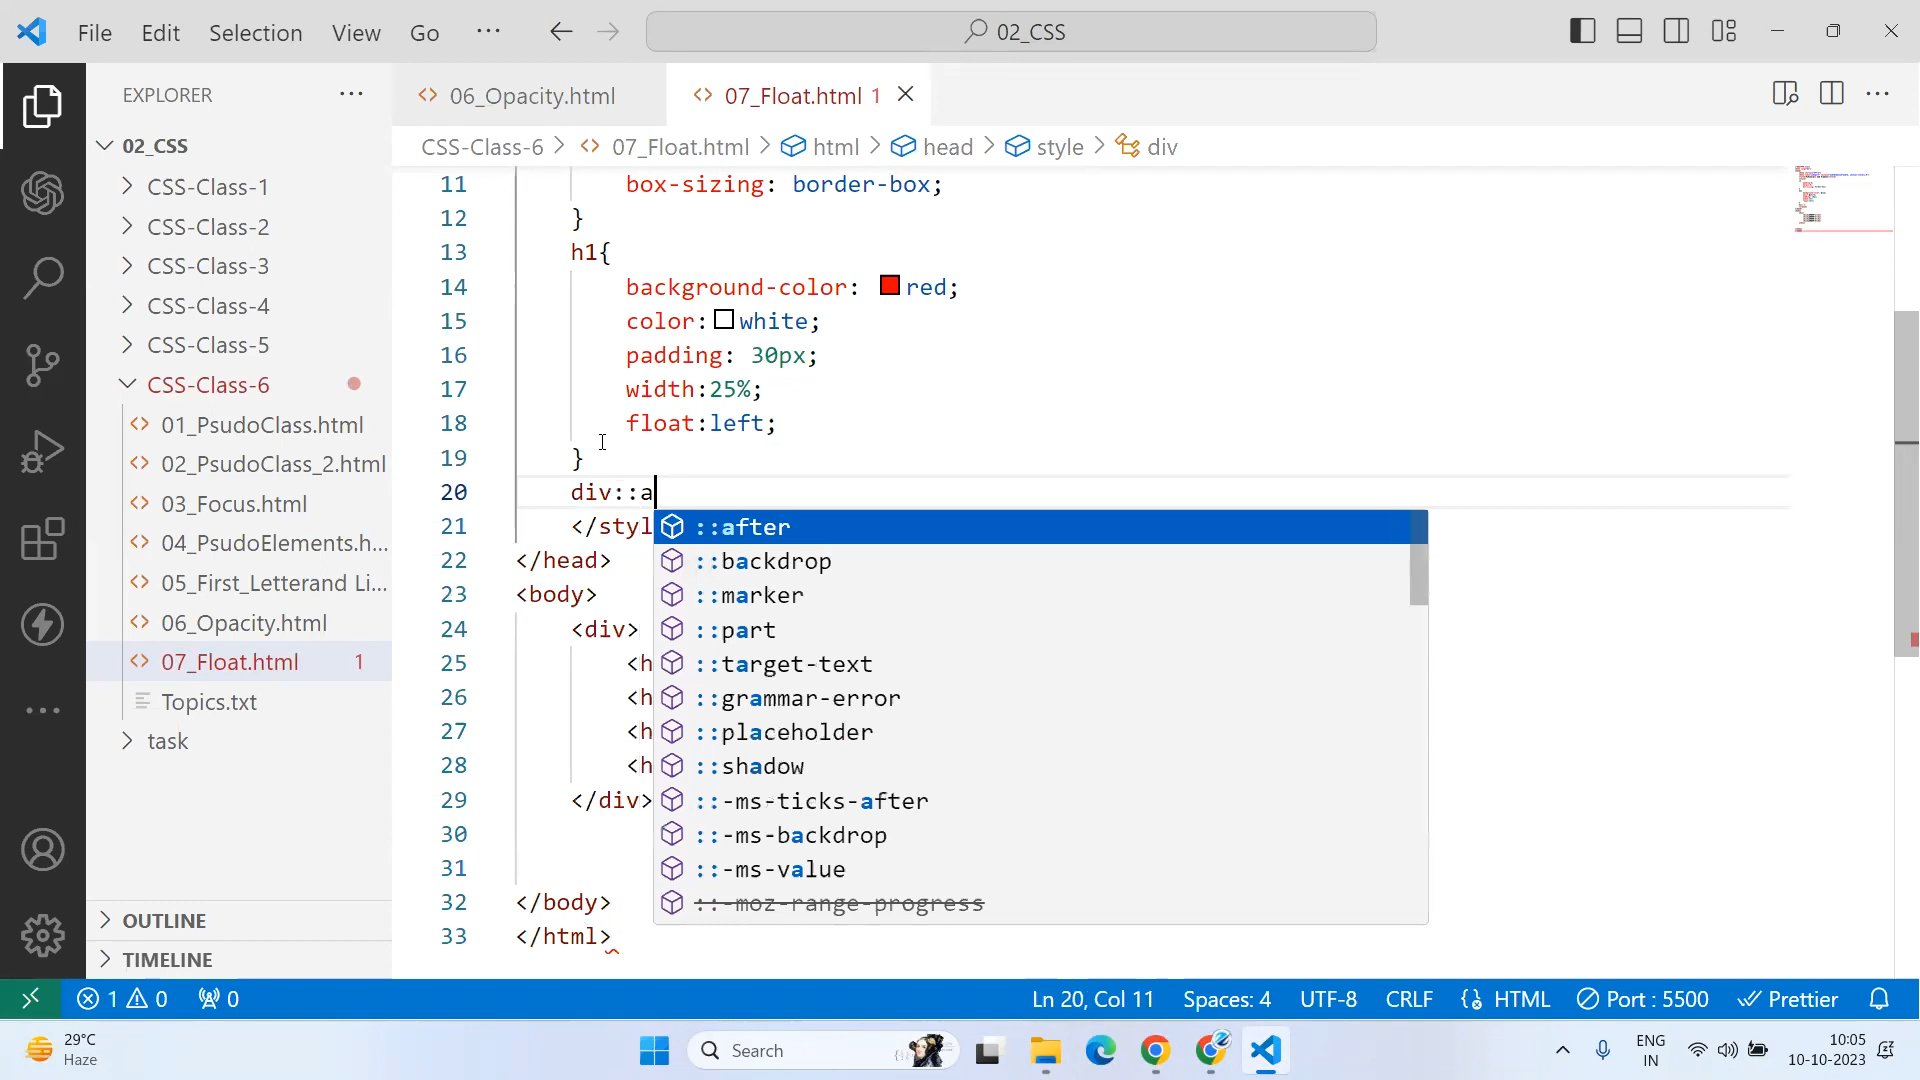 File Edit Selection View Go ··· 02_CSS
EXPLORER ···
06_Opacity.html
07_Float.html 1
CSS-Class-6 > 07_Float.html > html > head > style > div
02_CSS
CSS-Class-1
CSS-Class-2
CSS-Class-3
CSS-Class-4
CSS-Class-5
CSS-Class-6
01_PsudoClass.html
02_PsudoClass_2.html
03_Focus.html
04_PsudoElements.h...
05_First_Letterand Li...
06_Opacity.html
07_Float.html 1
Topics.txt
task
OUTLINE
TIMELINE
11 box-sizing: border-box;
12 }
13 h1{
14 background-color: red;
15 color: white;
16 padding: 30px;
17 width:25%;
18 float:left;
19 }
20 div::a
21 </styl
22 </head>
23 <body>
24 <div>
25 <h
26 <h
27 <h
28 <h
29 </div>
30
31
32 </body>
33 </html>
::after
::backdrop
::marker
::part
::target-text
::grammar-error
::placeholder
::shadow
::-ms-ticks-after
::-ms-backdrop
::-ms-value
::-moz-range-progress
1 0 0 Ln 20, Col 11 Spaces: 4 UTF-8 CRLF HTML Port : 5500 Prettier
29°C
Haze
Search
ENG
IN
10:05
10-10-2023